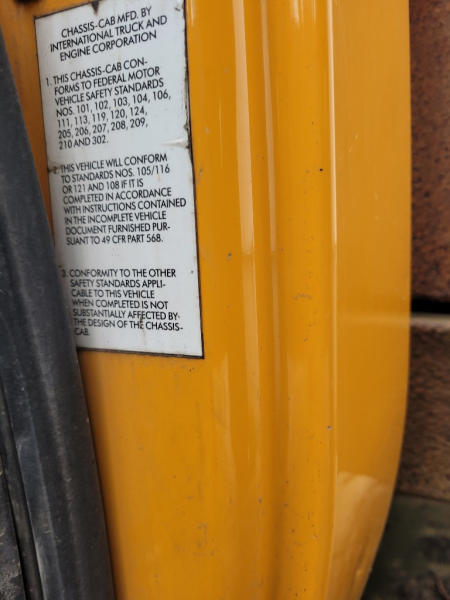 CHASSIS-CAB MFD. BY
INTERNATIONAL TRUCK AND
ENGINE CORPORATION
1. THIS CHASSIS-CAB CON-
FORMS TO FEDERAL MOTOR
VEHICLE SAFETY STANDARDS
NOS. 101, 102, 103, 104, 106,
111, 113, 119, 120, 124,
205, 206, 207, 208, 209,
210 AND 302.
2. THIS VEHICLE WILL CONFORM
TO STANDARDS NOS. 105/116
OR 121 AND 108 IF IT IS
COMPLETED IN ACCORDANCE
WITH INSTRUCTIONS CONTAINED
IN THE INCOMPLETE VEHICLE
DOCUMENT FURNISHED PUR-
SUANT TO 49 CFR PART 568.
3. CONFORMITY TO THE OTHER
SAFETY STANDARDS APPLI-
CABLE TO THIS VEHICLE
WHEN COMPLETED IS NOT
SUBSTANTIALLY AFFECTED BY
THE DESIGN OF THE CHASSIS-
CAB.